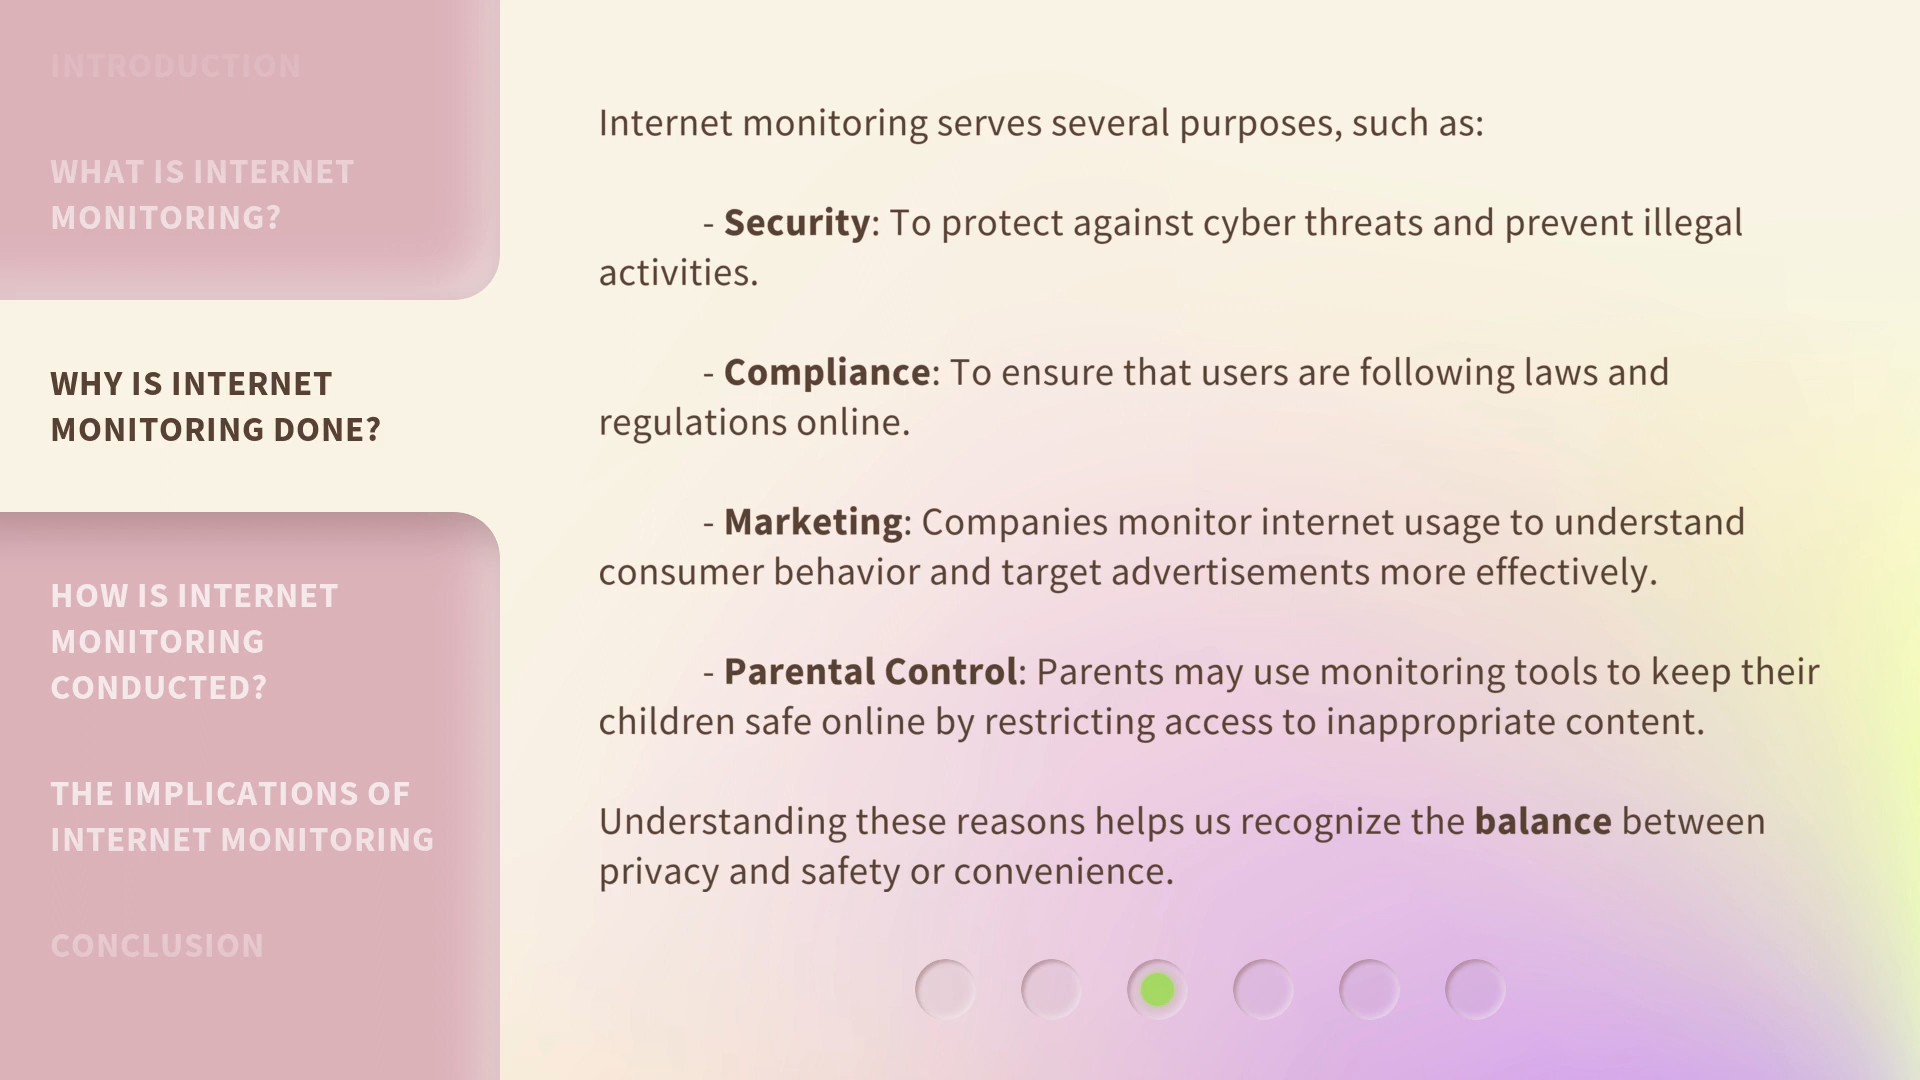 INTRODUCTION
WHAT IS INTERNET
MONITORING?
WHY IS INTERNET
MONITORING DONE?
HOW IS INTERNET
MONITORING
CONDUCTED?
THE IMPLICATIONS OF
INTERNET MONITORING
CONCLUSION
Internet monitoring serves several purposes, such as:
- Security: To protect against cyber threats and prevent illegal
activities.
- Compliance: To ensure that users are following laws and
regulations online.
- Marketing: Companies monitor internet usage to understand
consumer behavior and target advertisements more effectively.
- Parental Control: Parents may use monitoring tools to keep their
children safe online by restricting access to inappropriate content.
Understanding these reasons helps us recognize the balance between
privacy and safety or convenience.